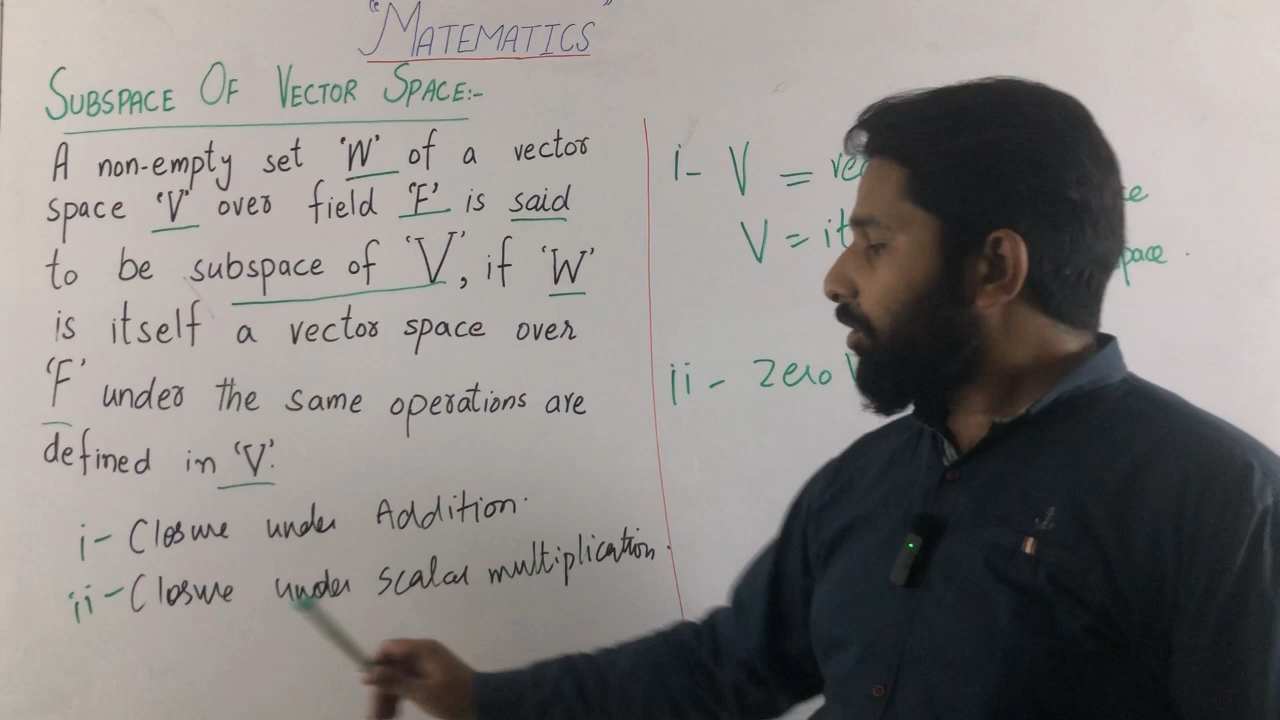 "MATEMATICS"
SUBSPACE OF VECTOR SPACE:-
A non-empty set 'W' of a vector
space 'V' over field 'F' is said
to be subspace of 'V', if 'W'
is itself a vector space over
'F' under the same operations are
defined in 'V'.
i- Closure under Addition.
ii- Closure under scalar multiplication.
i- V =
V =
ii- Zero